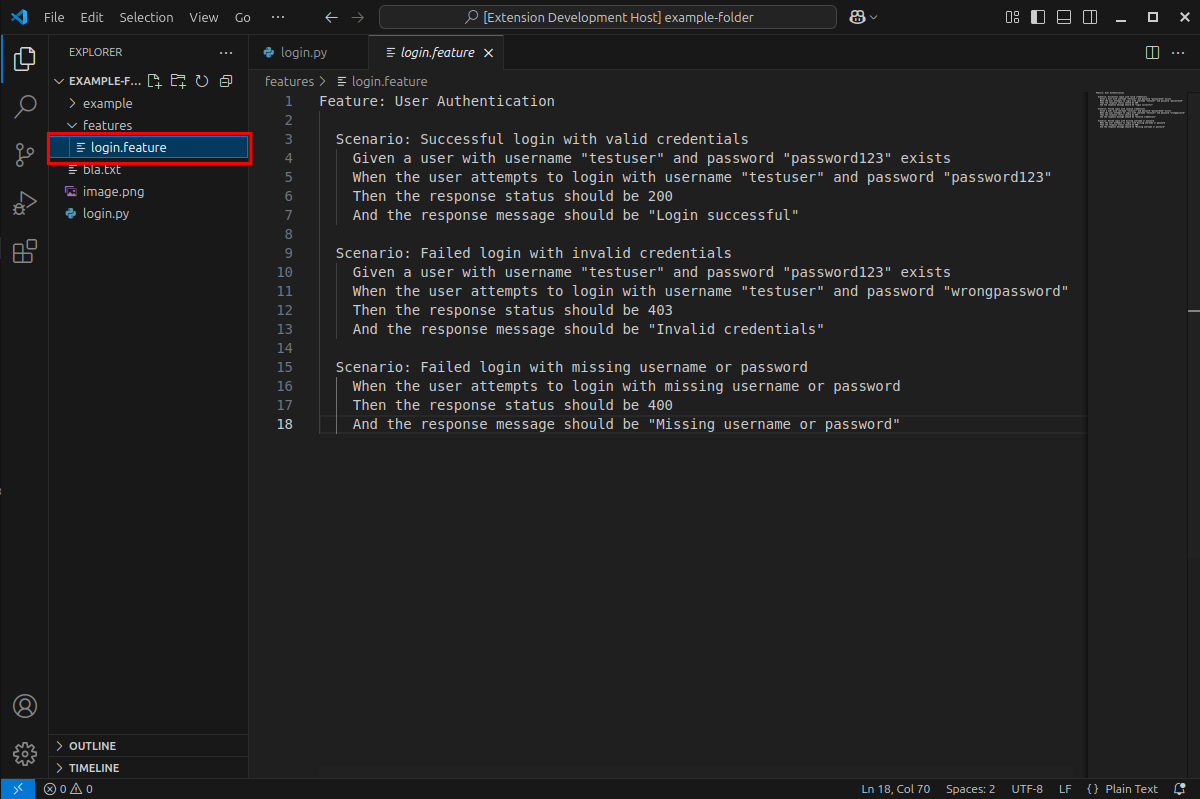 File Edit Selection View Go ··· [Extension Development Host] example-folder
EXPLORER ···
login.py login.feature
EXAMPLE-F...
example
features
login.feature
bla.txt
image.png
login.py
OUTLINE
TIMELINE
features > login.feature
1 Feature: User Authentication
2
3 Scenario: Successful login with valid credentials
4 Given a user with username "testuser" and password "password123" exists
5 When the user attempts to login with username "testuser" and password "password123"
6 Then the response status should be 200
7 And the response message should be "Login successful"
8
9 Scenario: Failed login with invalid credentials
10 Given a user with username "testuser" and password "password123" exists
11 When the user attempts to login with username "testuser" and password "wrongpassword"
12 Then the response status should be 403
13 And the response message should be "Invalid credentials"
14
15 Scenario: Failed login with missing username or password
16 When the user attempts to login with missing username or password
17 Then the response status should be 400
18 And the response message should be "Missing username or password"
0 0 Ln 18, Col 70 Spaces: 2 UTF-8 LF {} Plain Text